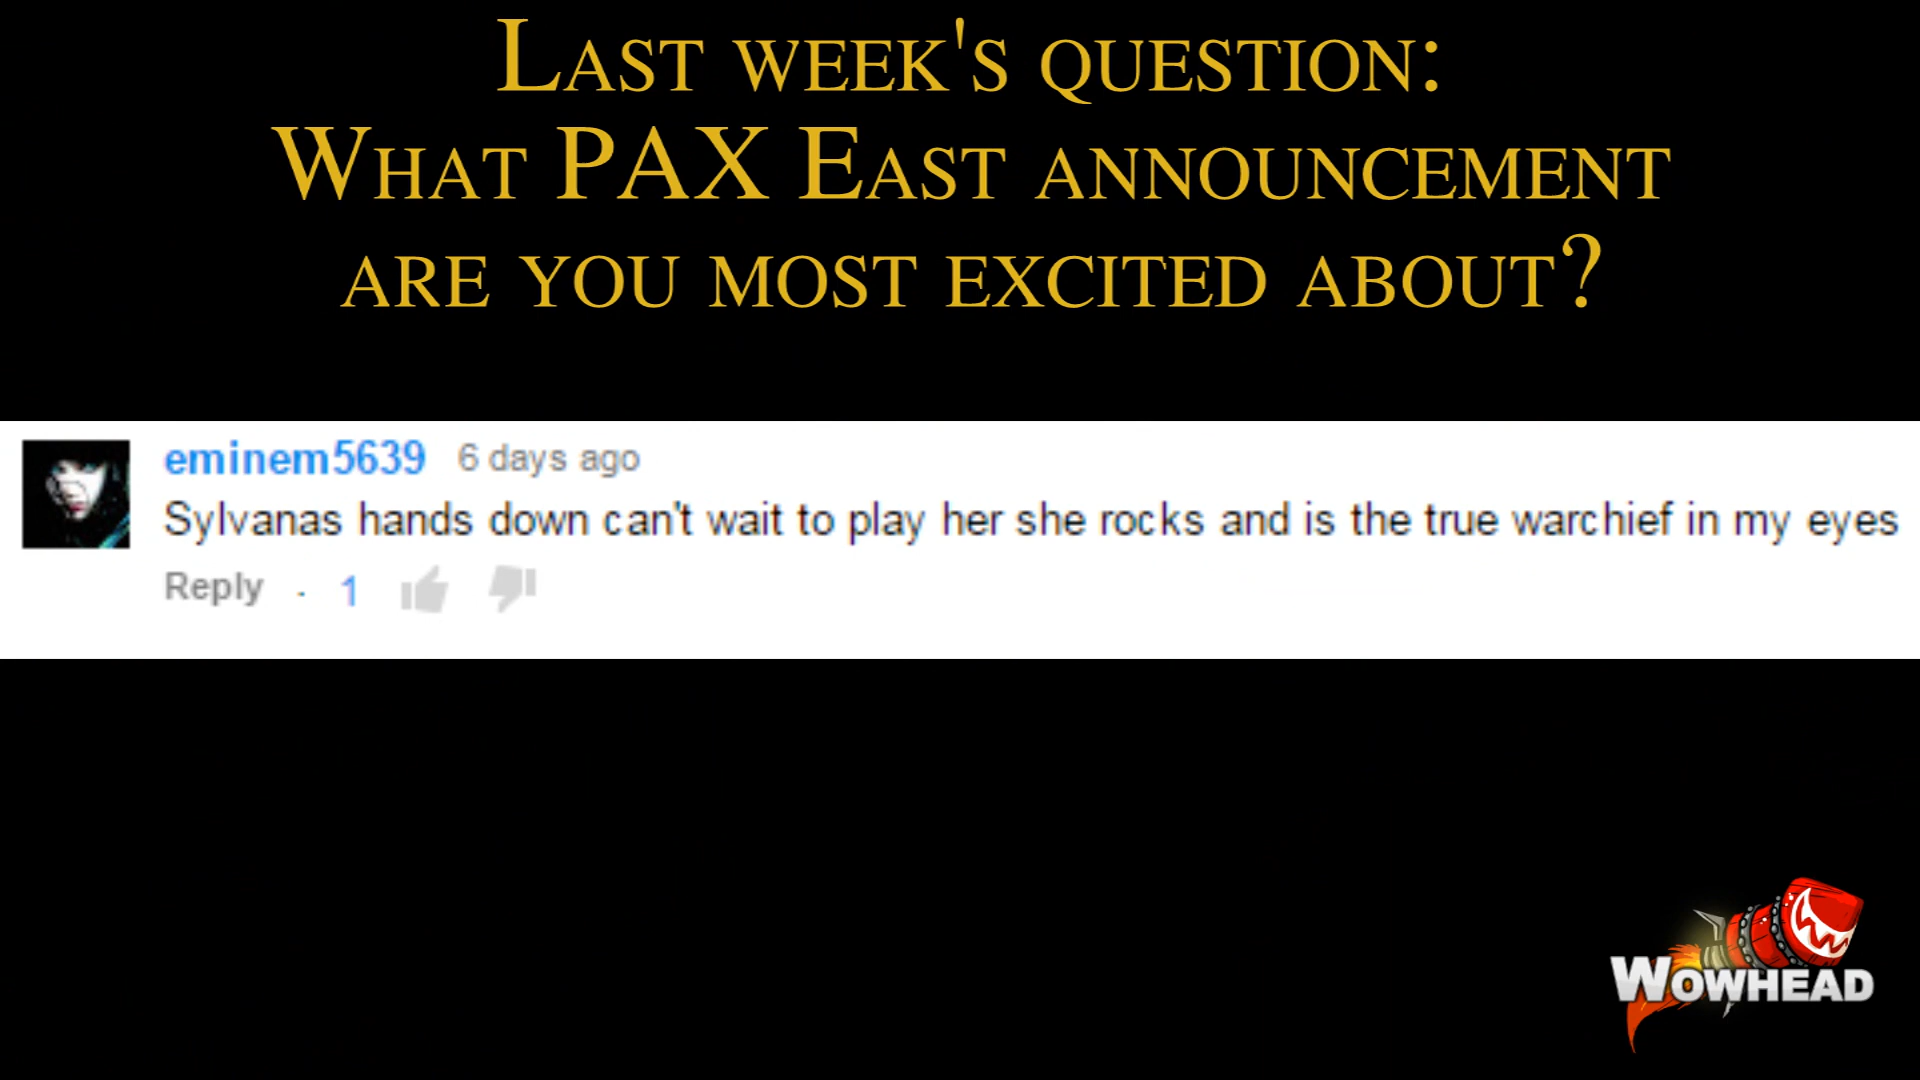 Last week's question:
What PAX East announcement
are you most excited about?
eminem5639 6 days ago
Sylvanas hands down can't wait to play her she rocks and is the true warchief in my eyes
Reply · 1
Wowhead